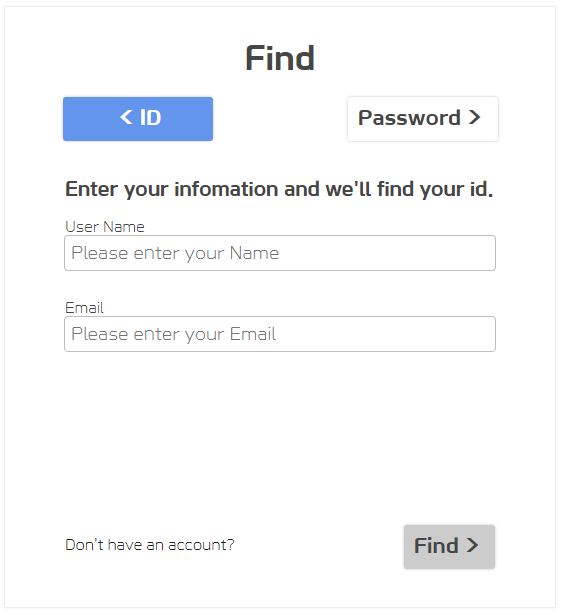 Find
< ID
Password >
Enter your infomation and we'll find your id.
User Name
Please enter your Name
Email
Please enter your Email
Don't have an account?
Find >